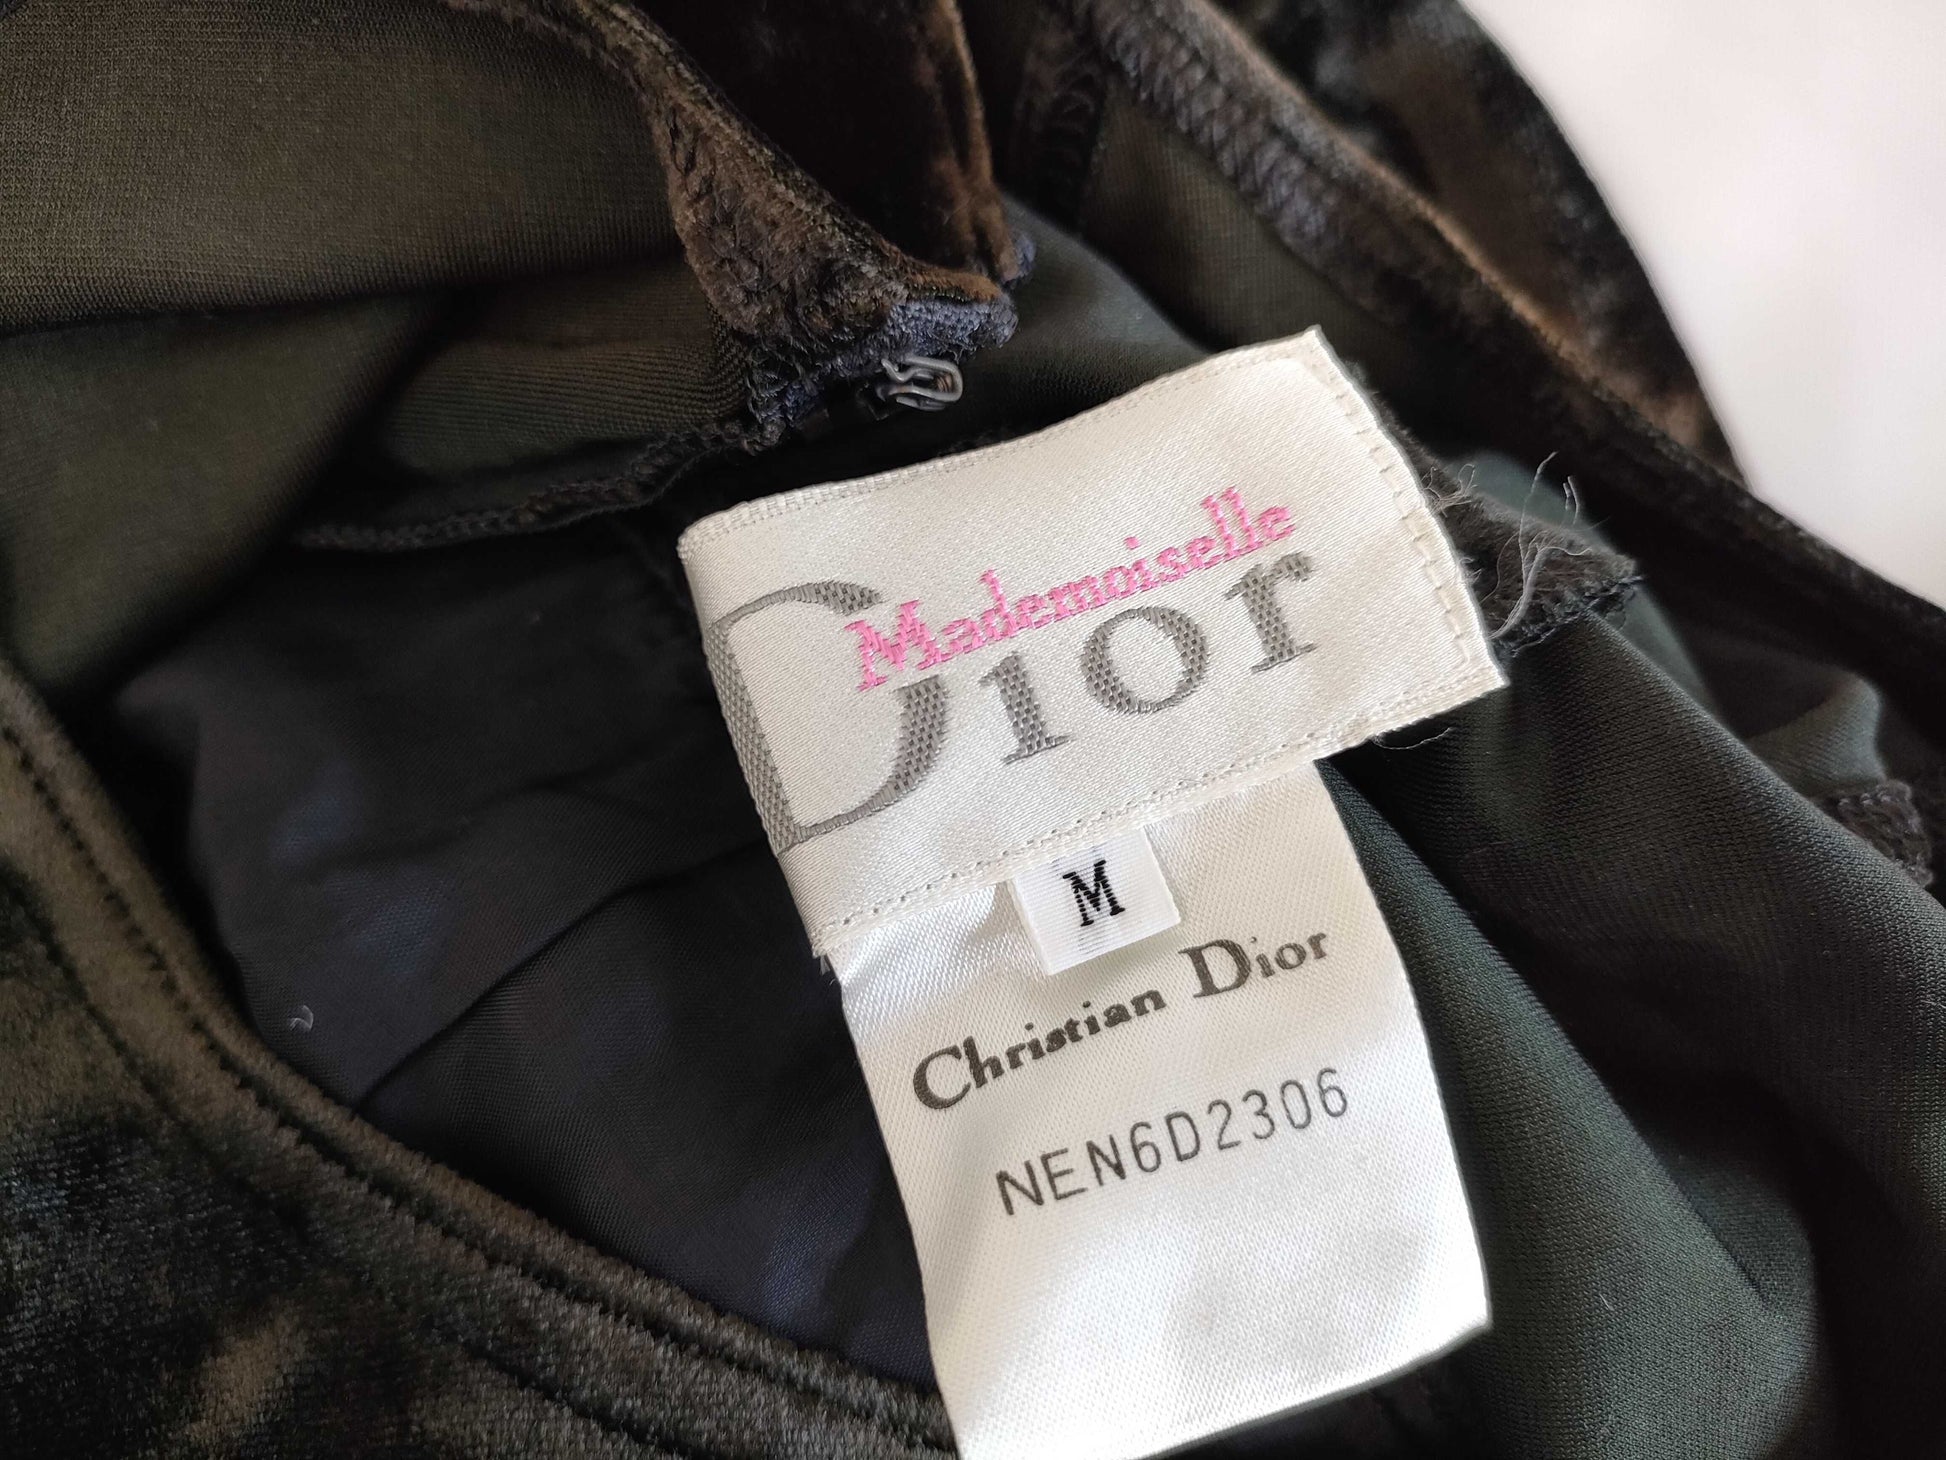 Mademoiselle
Dior
M
Christian Dior
NEN6D2306